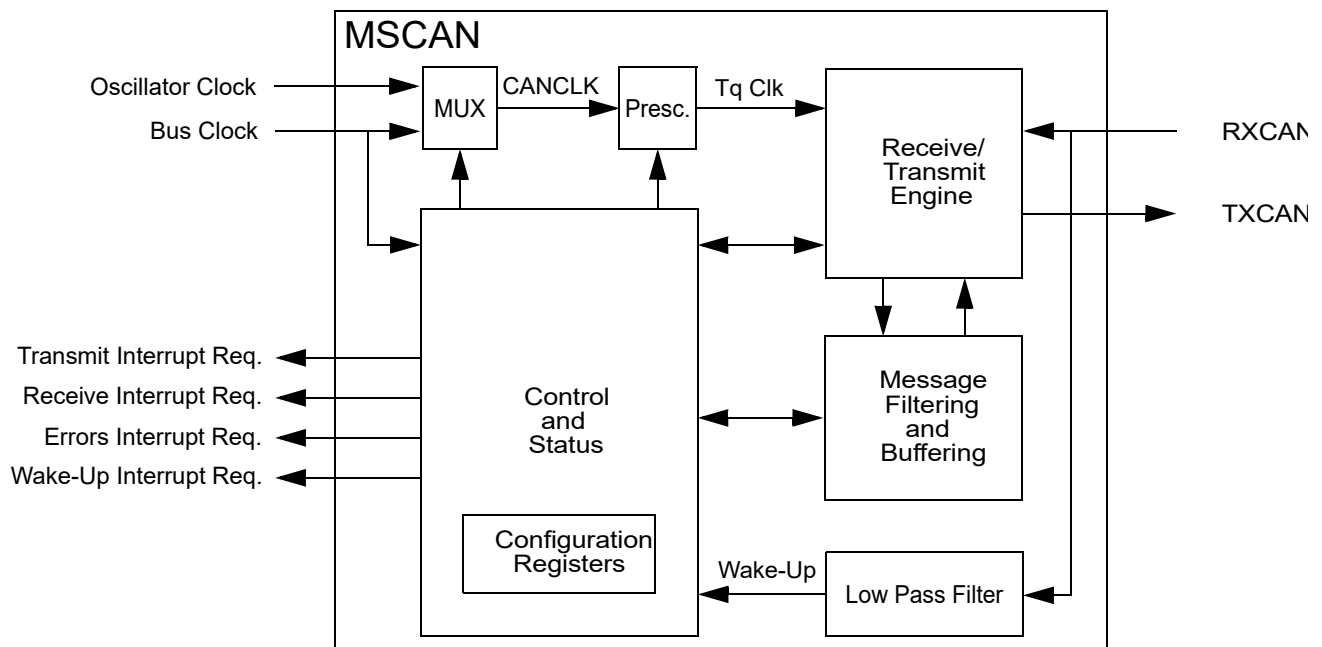 MSCAN
Oscillator Clock
Bus Clock
MUX
CANCLK
Presc.
Tq Clk
Receive/
Transmit
Engine
RXCAN
TXCAN
Transmit Interrupt Req.
Receive Interrupt Req.
Errors Interrupt Req.
Wake-Up Interrupt Req.
Control
and
Status
Message
Filtering
and
Buffering
Configuration
Registers
Wake-Up
Low Pass Filter